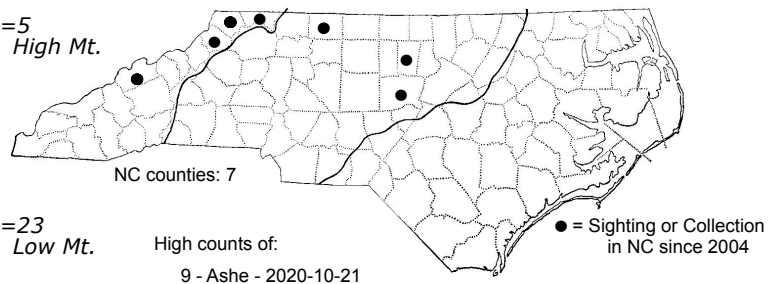 =5
High Mt.
NC counties: 7
=23
Low Mt.
High counts of:
9 - Ashe - 2020-10-21
● = Sighting or Collection
in NC since 2004